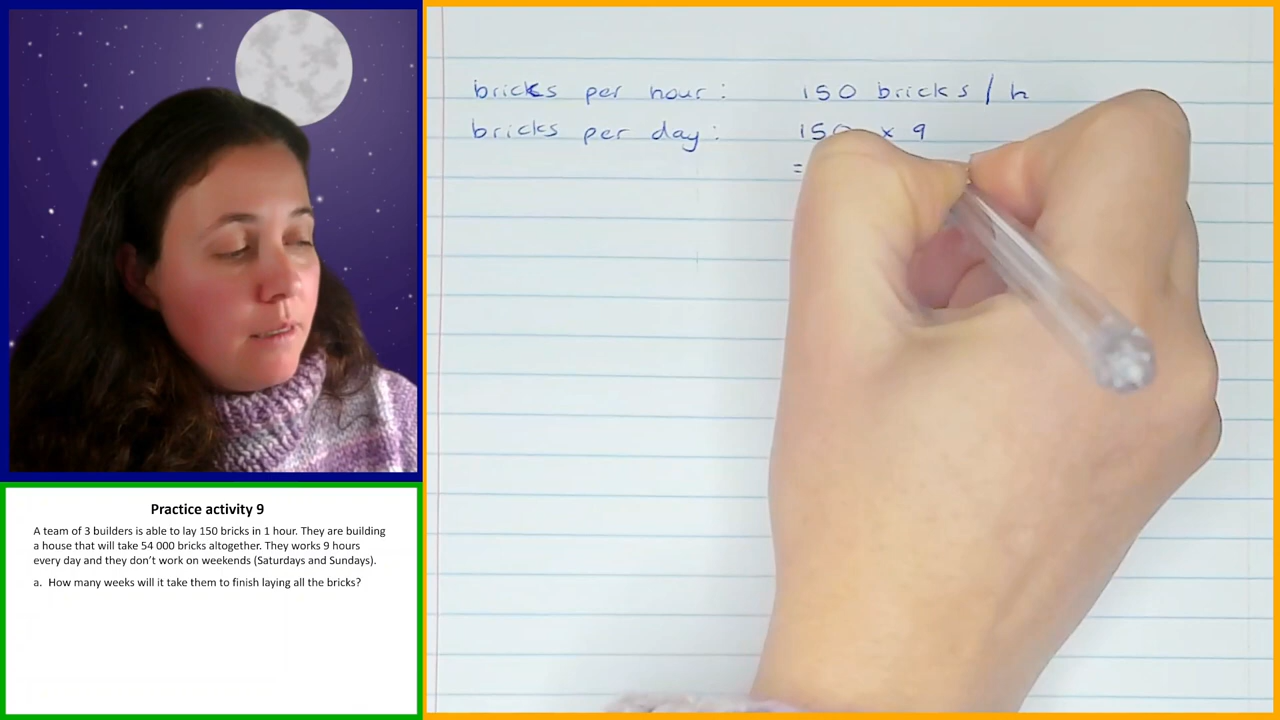 bricks per hour: 150 bricks/h
bricks per day: 150 x 9
=
Practice activity 9
A team of 3 builders is able to lay 150 bricks in 1 hour. They are building
a house that will take 54 000 bricks altogether. They works 9 hours
every day and they don't work on weekends (Saturdays and Sundays).
a. How many weeks will it take them to finish laying all the bricks?